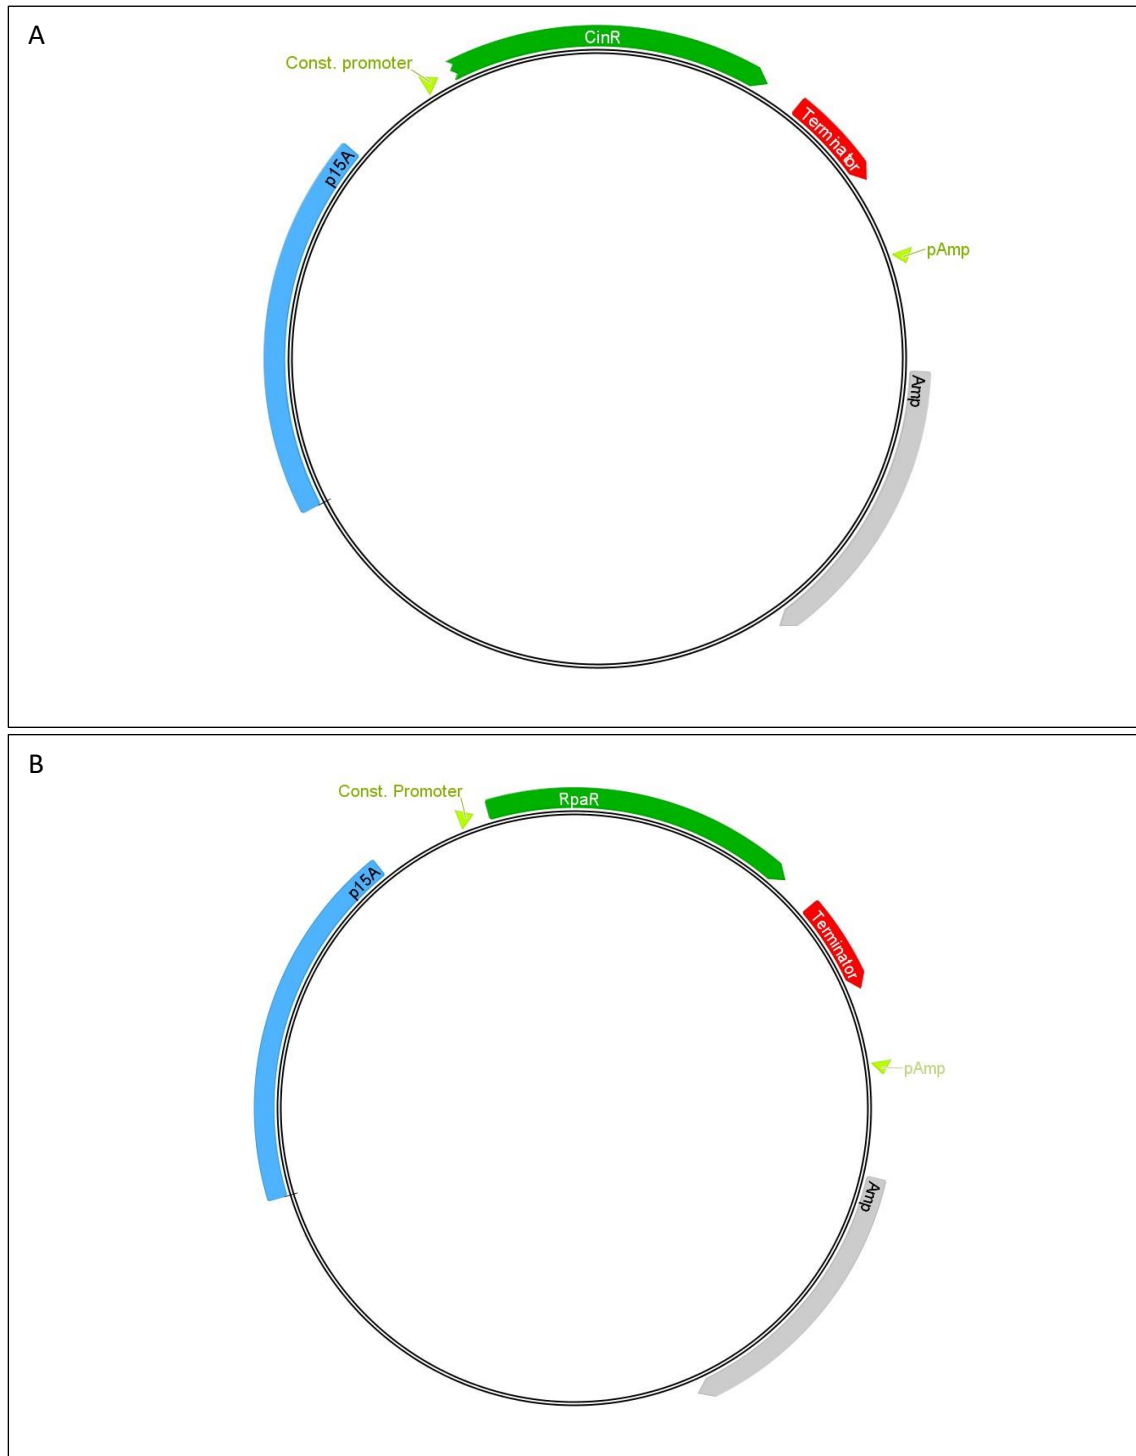 A
CinR
Const. promoter
Terminator
p15A
pAmp
Amp
B
Const. Promoter
RpaR
p15A
Terminator
pAmp
Amp